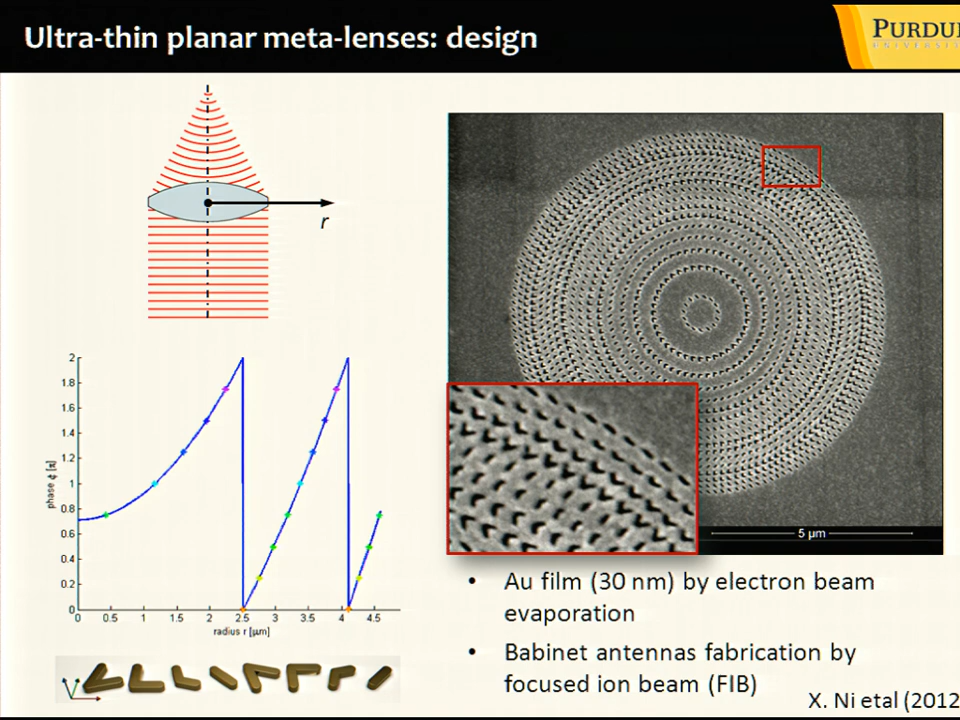 Ultra-thin planar meta-lenses: design
PURDU
UNIVERSIT
r
2
1.8
1.6
1.4
1.2
1
0.8
0.6
0.4
0.2
0
phase ϕ [π]
0 0.5 1 1.5 2 2.5 3 3.5 4 4.5
radius r [µm]
5 µm
• Au film (30 nm) by electron beam
evaporation
• Babinet antennas fabrication by
focused ion beam (FIB)
X. Ni etal (2012